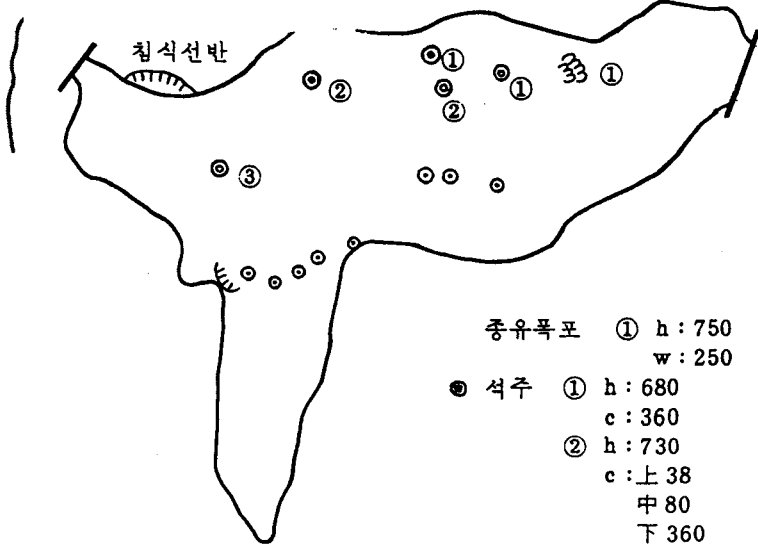 침식선반
①
②
①
①
②
③
종유폭포 ① h : 750
w : 250
석주 ① h : 680
c : 360
② h : 730
c : 上 38
中 80
下 360